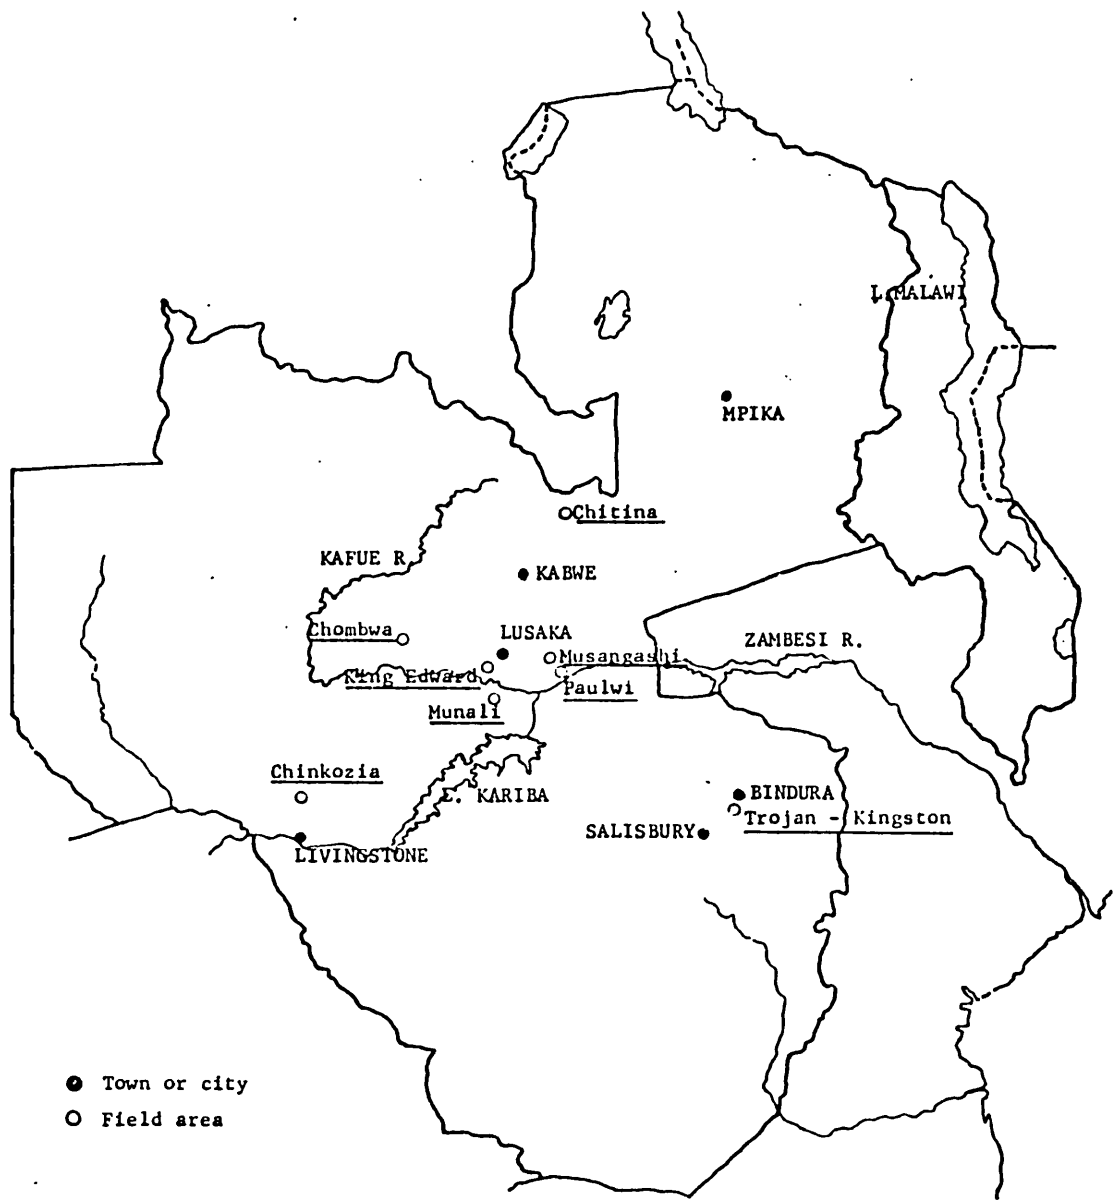 L. MALAWI
MPIKA
Chitina
KAFUE R
KABWE
Chombwa
LUSAKA
ZAMBESI R.
Musangashi
King Edward
Paulwi
Munali
Chinkozia
L. KARIBA
BINDURA
Trojan - Kingston
SALISBURY
LIVINGSTONE
Town or city
Field area